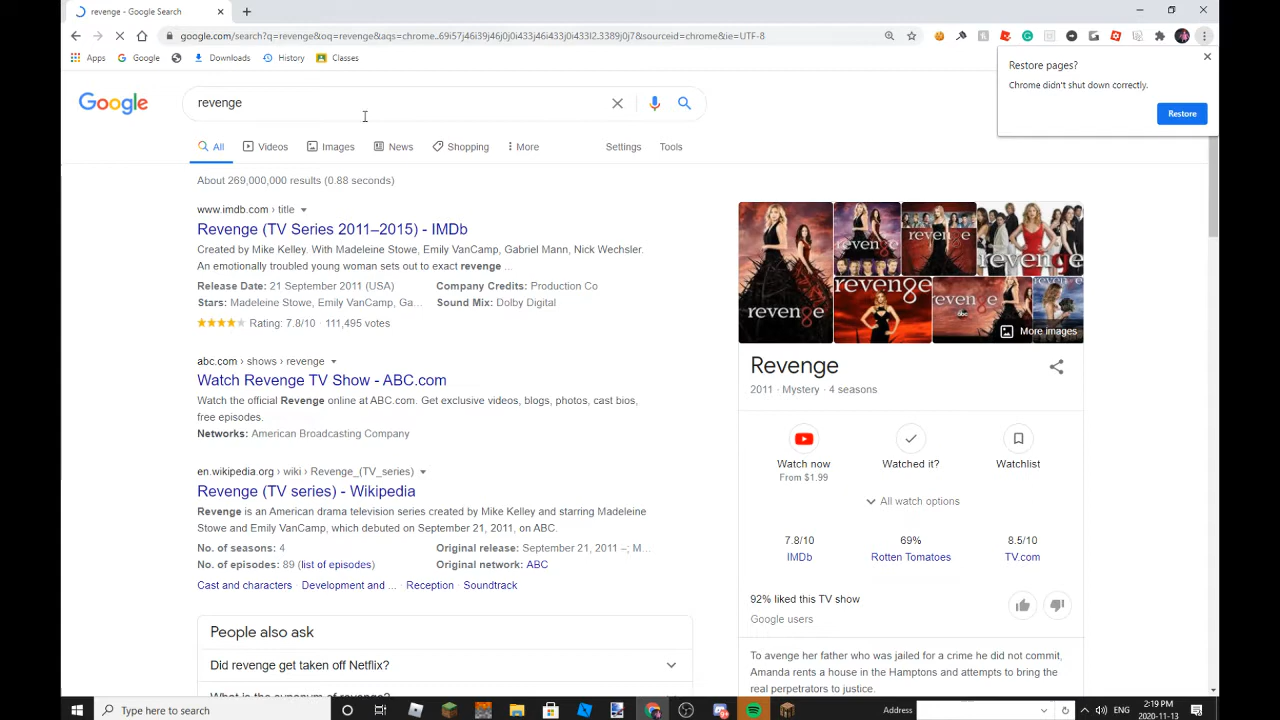 revenge - Google Search
google.com/search?q=revenge&oq=revenge&aqs=chrome..69i57j46i39j46j0j0i433j46i433j0i433l2.3389j0j7&sourceid=chrome&ie=UTF-8
Apps Google Downloads History Classes
Restore pages?
Chrome didn't shut down correctly.
Restore
Google
revenge
All Videos Images News Shopping More Settings Tools
About 269,000,000 results (0.88 seconds)
www.imdb.com › title
Revenge (TV Series 2011–2015) - IMDb
Created by Mike Kelley. With Madeleine Stowe, Emily VanCamp, Gabriel Mann, Nick Wechsler.
An emotionally troubled young woman sets out to exact revenge ...
Release Date: 21 September 2011 (USA) Company Credits: Production Co
Stars: Madeleine Stowe, Emily VanCamp, Ga... Sound Mix: Dolby Digital
Rating: 7.8/10 · 111,495 votes
abc.com › shows › revenge
Watch Revenge TV Show - ABC.com
Watch the official Revenge online at ABC.com. Get exclusive videos, blogs, photos, cast bios,
free episodes.
Networks: American Broadcasting Company
en.wikipedia.org › wiki › Revenge_(TV_series)
Revenge (TV series) - Wikipedia
Revenge is an American drama television series created by Mike Kelley and starring Madeleine
Stowe and Emily VanCamp, which debuted on September 21, 2011, on ABC.
No. of seasons: 4 Original release: September 21, 2011 –; M...
No. of episodes: 89 (list of episodes) Original network: ABC
Cast and characters · Development and ... · Reception · Soundtrack
People also ask
Did revenge get taken off Netflix?
What is the synonym of revenge?
revenge
revenge
revenge
revenge
revenge
revenge
abc
More images
Revenge
2011 · Mystery · 4 seasons
Watch now Watched it? Watchlist
From $1.99
All watch options
7.8/10 69% 8.5/10
IMDb Rotten Tomatoes TV.com
92% liked this TV show
Google users
To avenge her father who was jailed for a crime he did not commit,
Amanda rents a house in the Hamptons and attempts to bring the
real perpetrators to justice.
Type here to search
Address
ENG
2:19 PM
2020-11-13